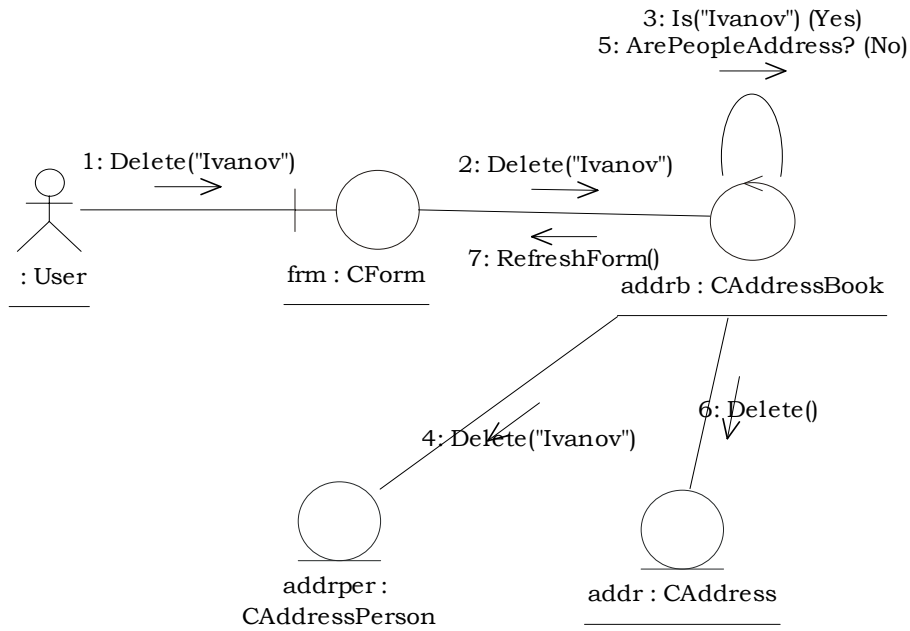 3: Is("Ivanov") (Yes)
5: ArePeopleAddress? (No)
1: Delete("Ivanov")
2: Delete("Ivanov")
7: RefreshForm()
: User
frm : CForm
addrb : CAddressBook
4: Delete("Ivanov")
6: Delete()
addrper :
CAddressPerson
addr : CAddress